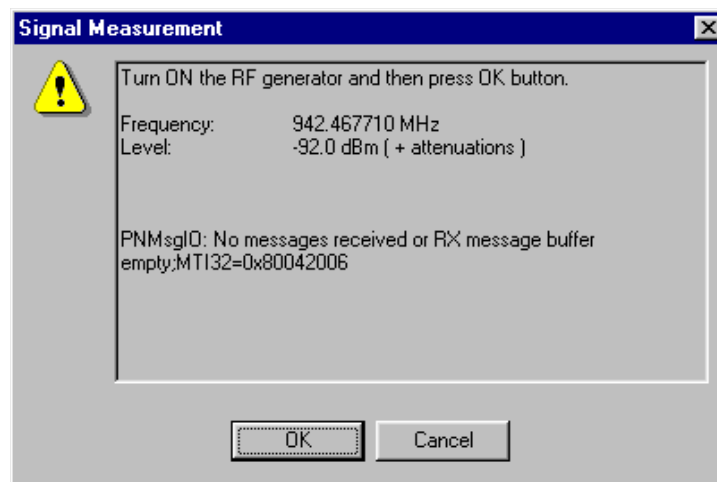 Signal Measurement
Turn ON the RF generator and then press OK button.
Frequency: 942.467710 MHz
Level: -92.0 dBm ( + attenuations )
PNMsgIO: No messages received or RX message buffer
empty;MTI32=0x80042006
OK Cancel